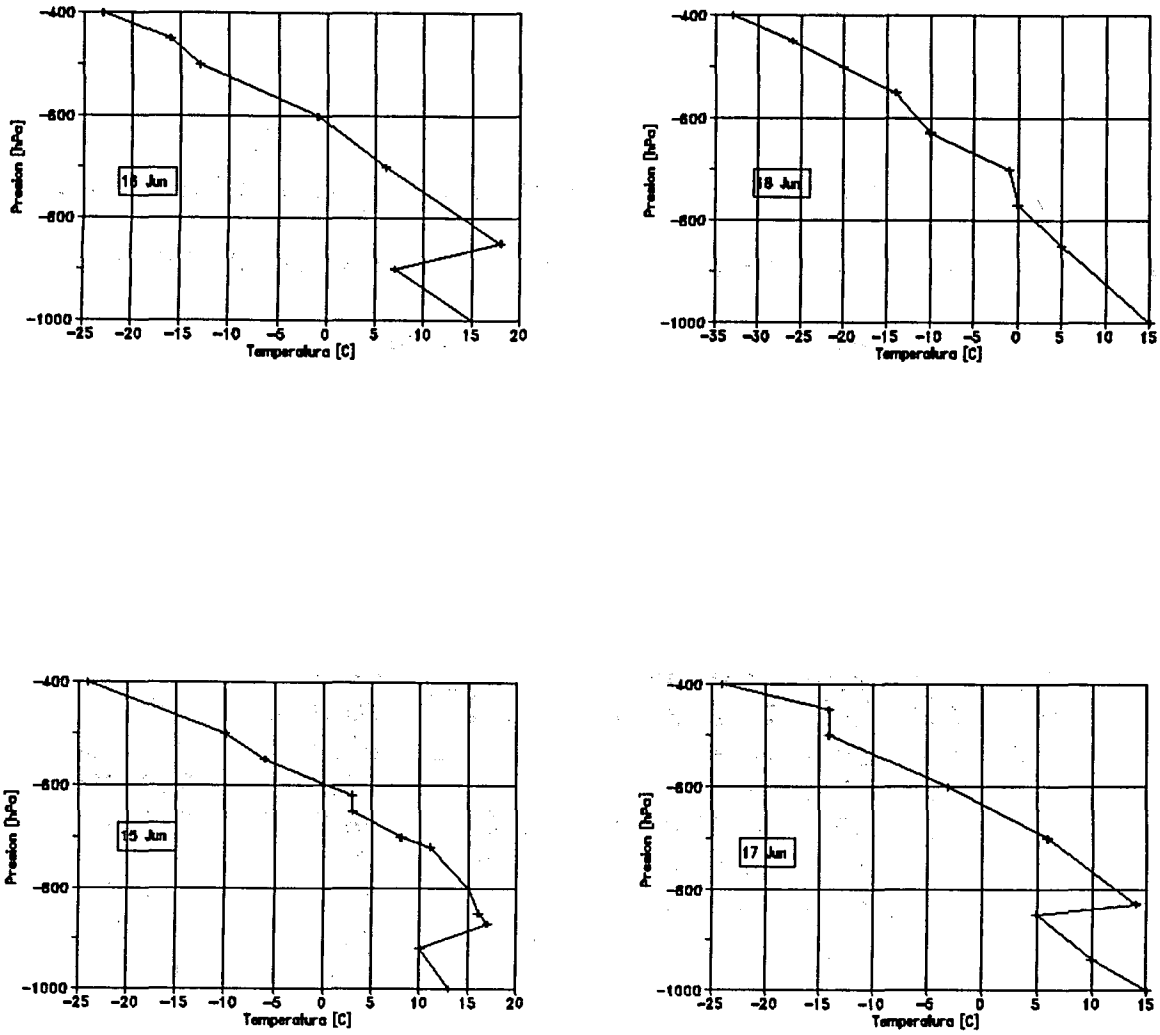 -400
-600
-800
-1000
Presion [hPa]
16 Jun
-25 -20 -15 -10 -5 0 5 10 15 20
Temperatura [C]
-400
-600
-800
-1000
Presion [hPa]
18 Jun
-35 -30 -25 -20 -15 -10 -5 0 5 10 15
Temperatura [C]
-400
-600
-800
-1000
Presion [hPa]
15 Jun
-25 -20 -15 -10 -5 0 5 10 15 20
Temperatura [C]
-400
-600
-800
-1000
Presion [hPa]
17 Jun
-25 -20 -15 -10 -5 0 5 10 15
Temperatura [C]